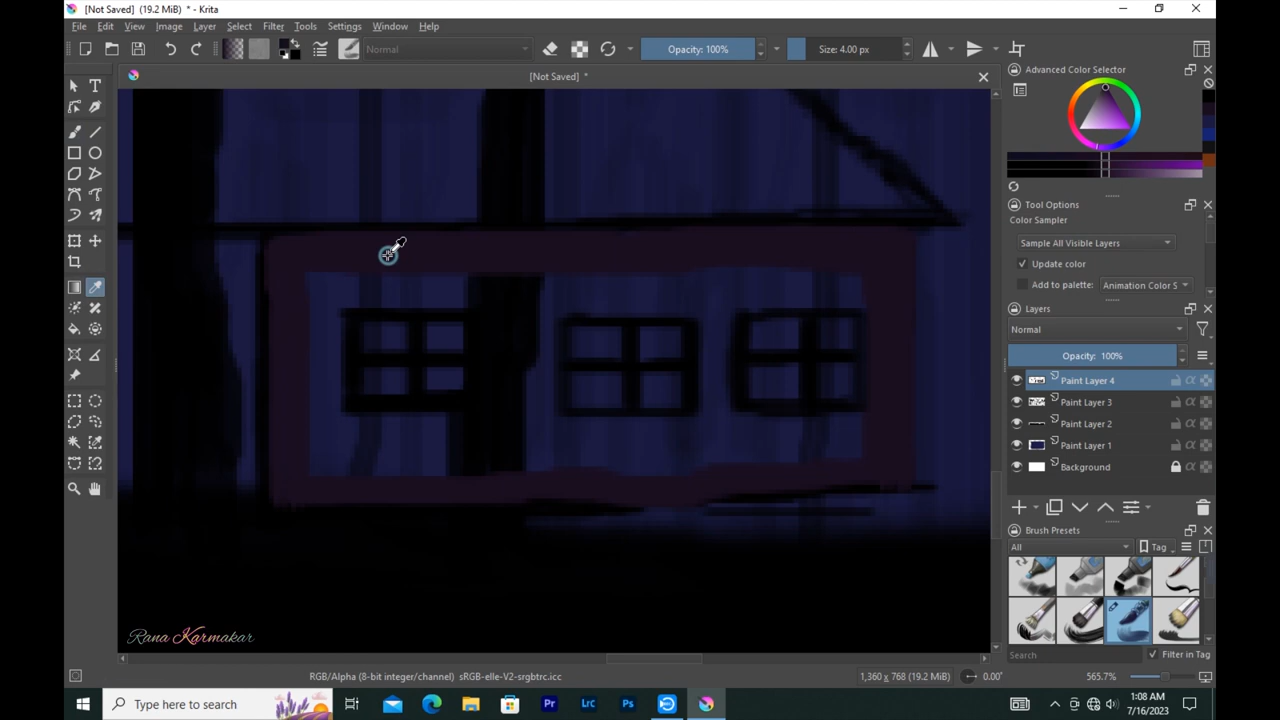 [Not Saved] (19.2 MiB) * - Krita
File Edit View Image Layer Select Filter Tools Settings Window Help
Normal
Opacity: 100%
Size: 4.00 px
[Not Saved] *
Advanced Color Selector
Tool Options
Color Sampler
Sample All Visible Layers
Update color
Add to palette: Animation Color S
Layers
Normal
Opacity: 100%
Paint Layer 4
Paint Layer 3
Paint Layer 2
Paint Layer 1
Background
Brush Presets
All
Tag
Rana Karmakar
Search
Filter in Tag
RGB/Alpha (8-bit integer/channel) sRGB-elle-V2-srgbtrc.icc
1,360 x 768 (19.2 MiB)
0.00°
565.7%
Type here to search
Pr
Lrc
Ps
1:08 AM
7/16/2023